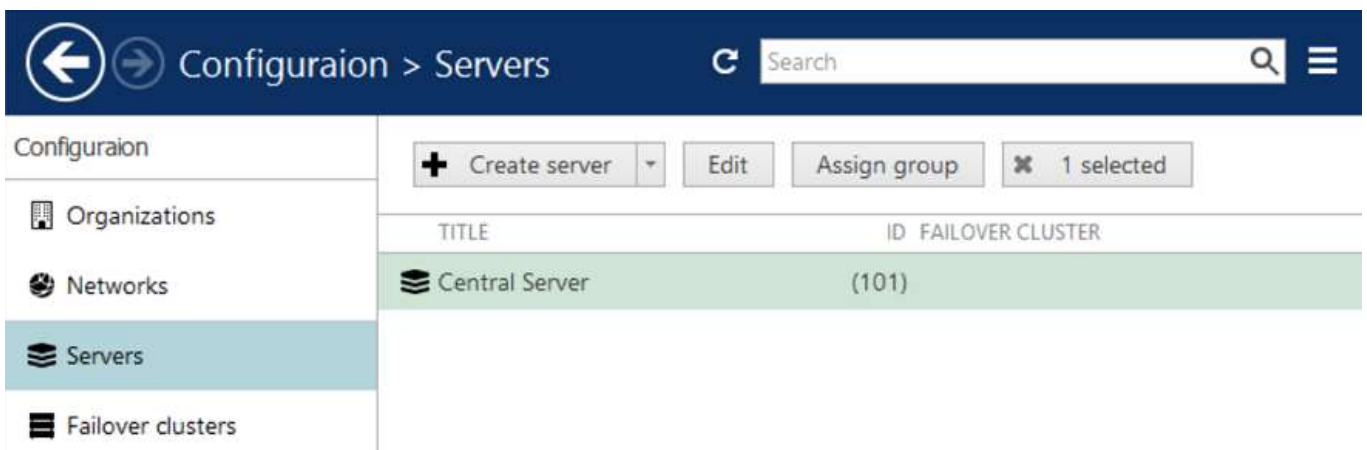 Configuraion > Servers
Search
Configuraion
Create server
Edit
Assign group
1 selected
Organizations
Networks
Servers
Failover clusters
TITLE
ID FAILOVER CLUSTER
Central Server
(101)